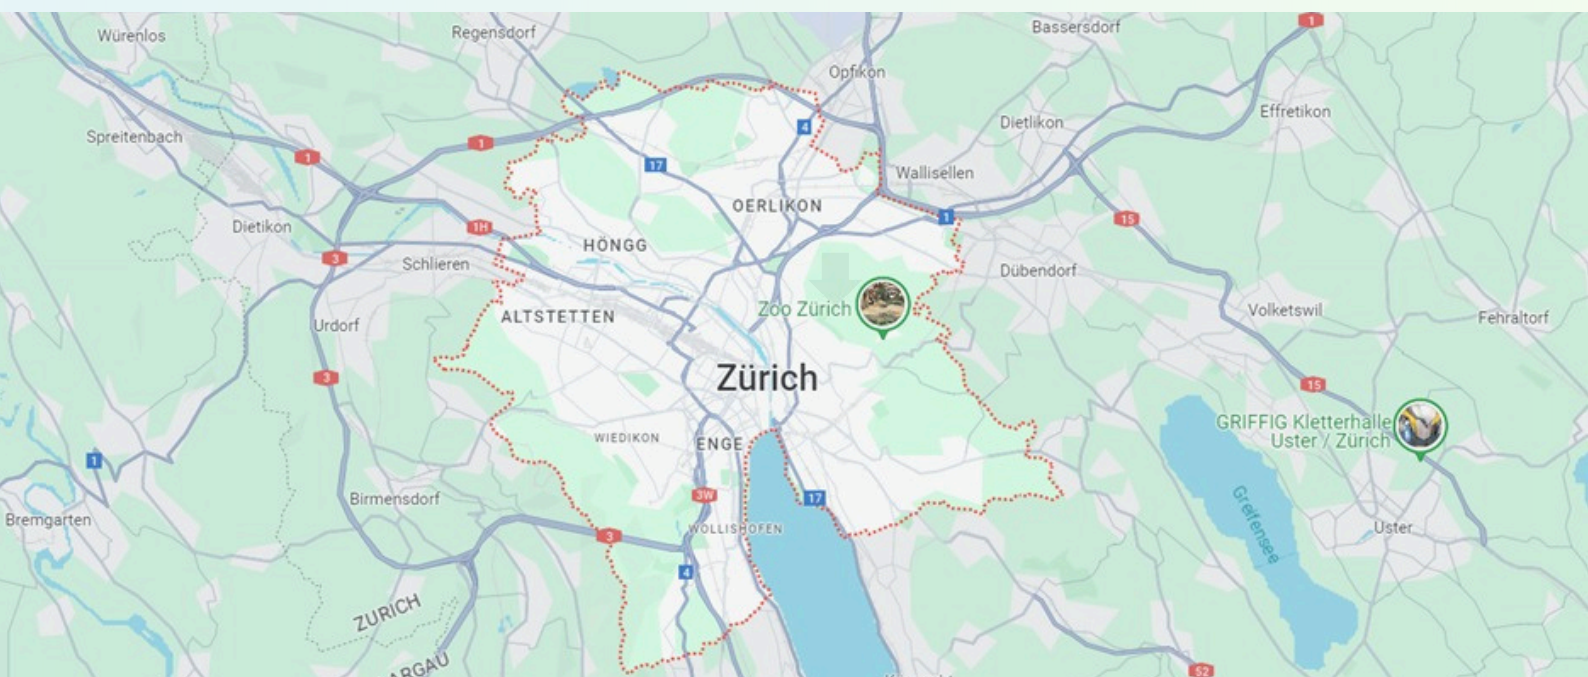 1
Bassersdorf
Regensdorf
Würenlos
Opfikon
Effretikon
Dietlikon
4
Spreitenbach
1
1
17
Wallisellen
OERLIKON
1
15
Dietikon
1H
HÖNGG
3
Schlieren
Dübendorf
Zoo Zürich
Volketswil
ALTSTETTEN
Fehraltorf
Urdorf
3
Zürich
15
GRIFFIG Kletterhalle
Uster / Zürich
WIEDIKON
ENGE
1
3W
17
Birmensdorf
Bremgarten
WOLLISHOFEN
Greifensee
Uster
3
4
ZURICH
ARGAU
52